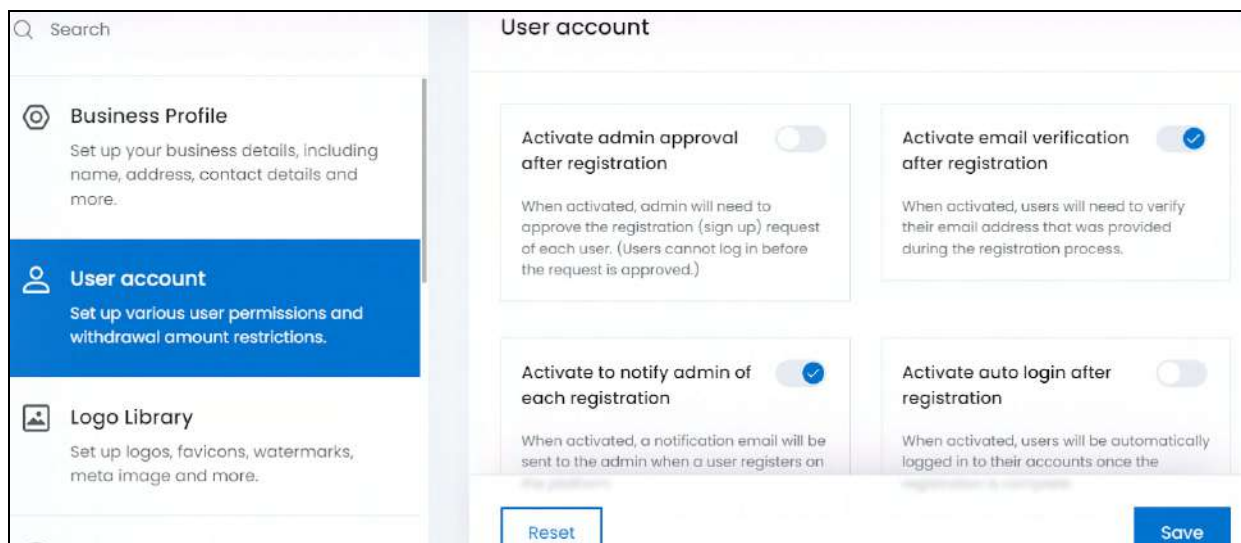 Search
Business Profile
Set up your business details, including
name, address, contact details and
more.
User account
Set up various user permissions and
withdrawal amount restrictions.
Logo Library
Set up logos, favicons, watermarks,
meta image and more.
User account
Activate admin approval
after registration
When activated, admin will need to
approve the registration (sign up) request
of each user. (Users cannot log in before
the request is approved.)
Activate email verification
after registration
When activated, users will need to verify
their email address that was provided
during the registration process.
Activate to notify admin of
each registration
When activated, a notification email will be
sent to the admin when a user registers on
Activate auto login after
registration
When activated, users will be automatically
logged in to their accounts once the
Reset
Save